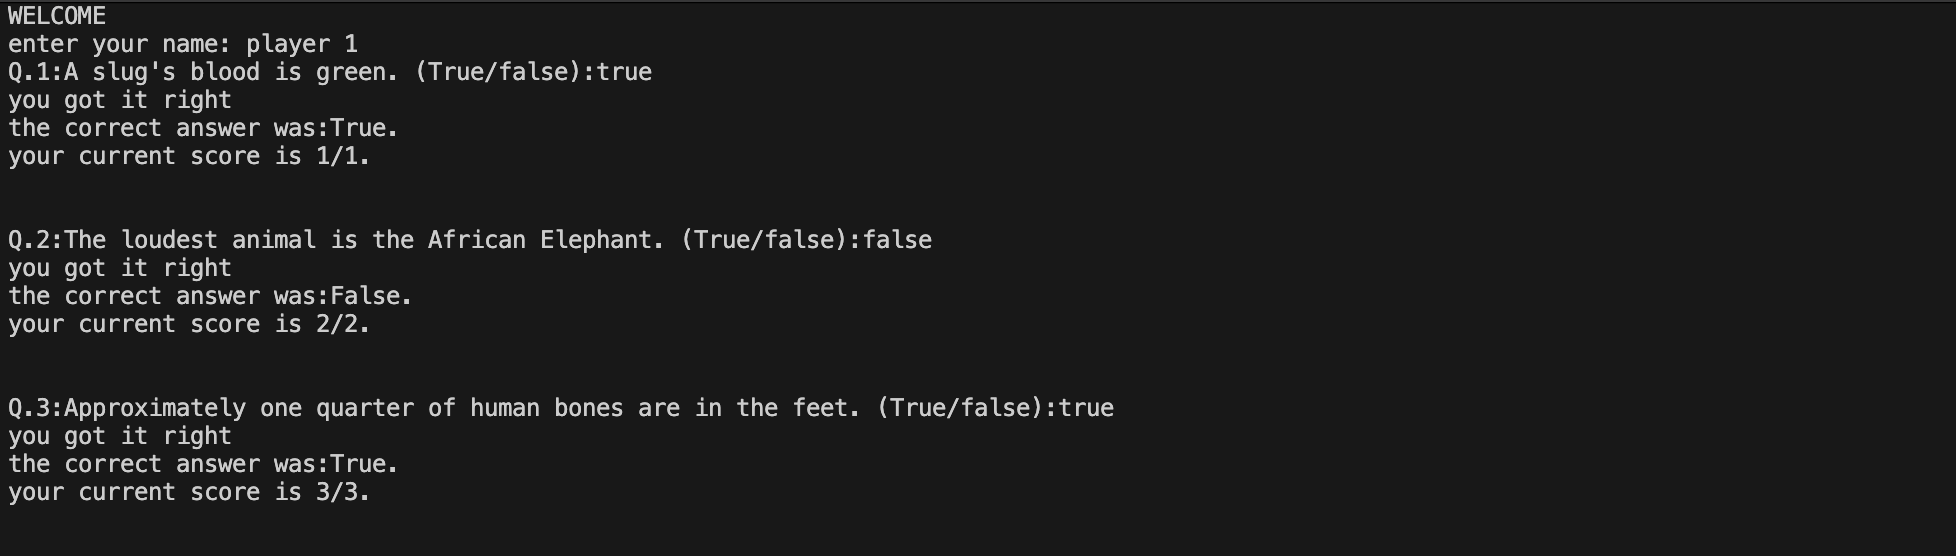 WELCOME
enter your name: player 1
Q.1:A slug's blood is green. (True/false):true
you got it right
the correct answer was:True.
your current score is 1/1.
Q.2:The loudest animal is the African Elephant. (True/false):false
you got it right
the correct answer was:False.
your current score is 2/2.
Q.3:Approximately one quarter of human bones are in the feet. (True/false):true
you got it right
the correct answer was:True.
your current score is 3/3.